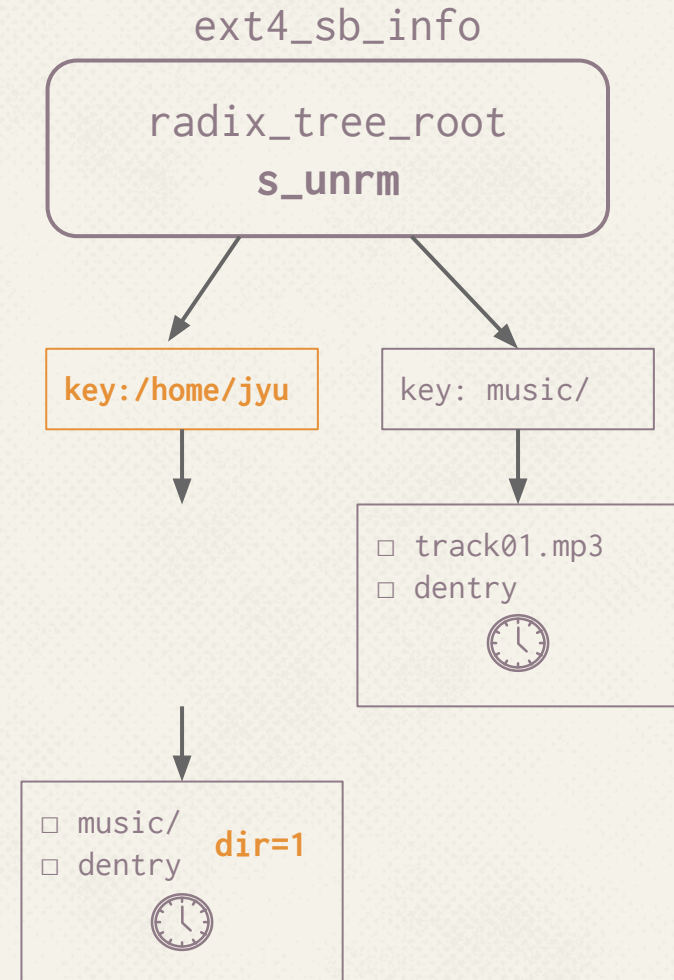 ext4_sb_info
radix_tree_root
s_unrm
key:/home/jyu
key: music/
□ track01.mp3
□ dentry
□ music/
□ dentry
dir=1